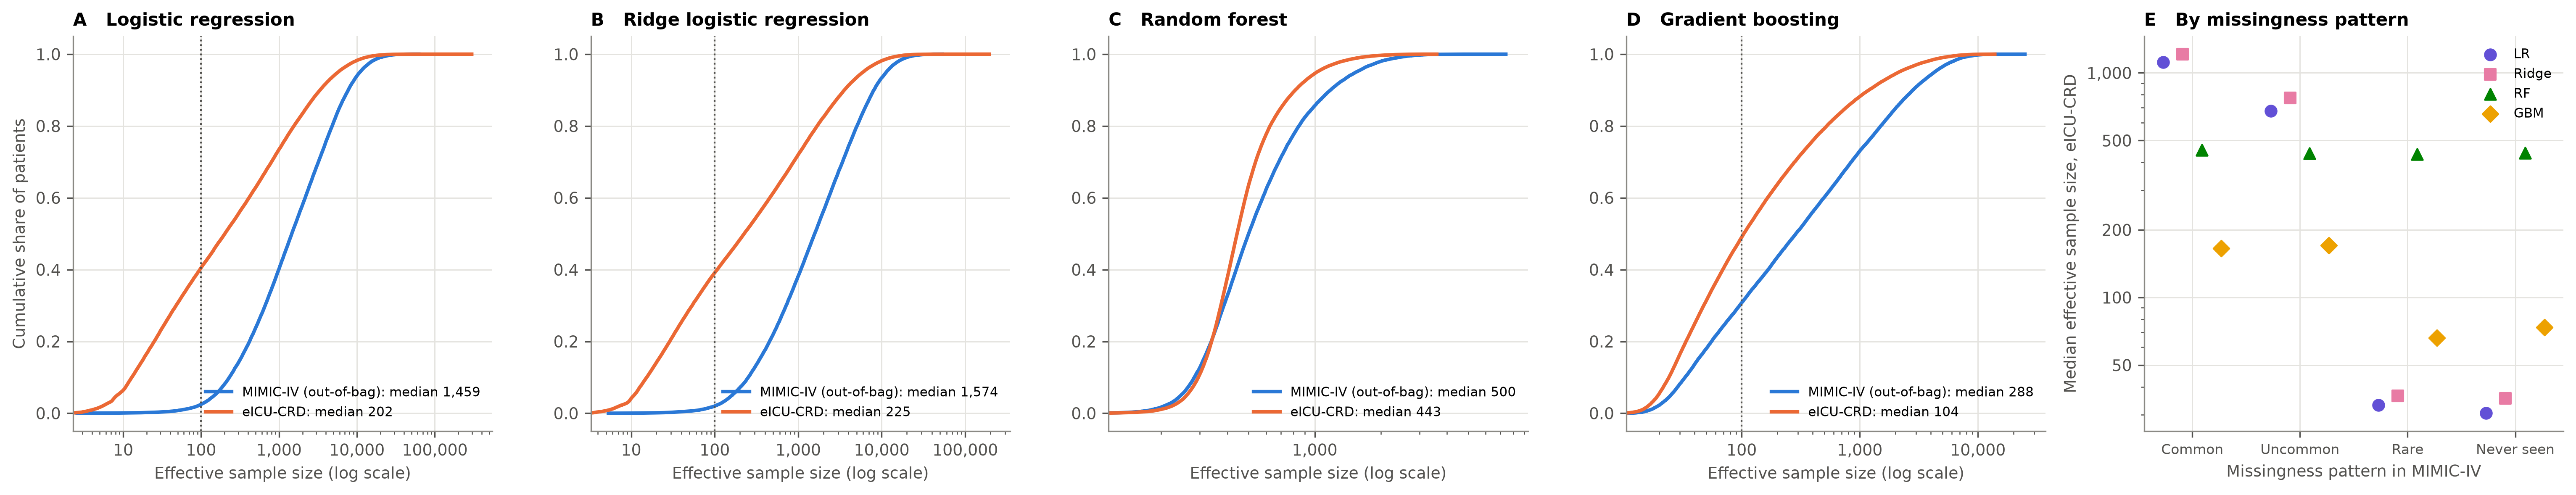 A Logistic regression
Cumulative share of patients
1.0
0.8
0.6
0.4
0.2
0.0
MIMIC-IV (out-of-bag): median 1,459
eICU-CRD: median 202
10 100 1,000 10,000 100,000
Effective sample size (log scale)
B Ridge logistic regression
1.0
0.8
0.6
0.4
0.2
0.0
MIMIC-IV (out-of-bag): median 1,574
eICU-CRD: median 225
10 100 1,000 10,000 100,000
Effective sample size (log scale)
C Random forest
1.0
0.8
0.6
0.4
0.2
0.0
MIMIC-IV (out-of-bag): median 500
eICU-CRD: median 443
1,000
Effective sample size (log scale)
D Gradient boosting
1.0
0.8
0.6
0.4
0.2
0.0
MIMIC-IV (out-of-bag): median 288
eICU-CRD: median 104
100 1,000 10,000
Effective sample size (log scale)
E By missingness pattern
Median effective sample size, eICU-CRD
1,000
500
200
100
50
LR
Ridge
RF
GBM
Common Uncommon Rare Never seen
Missingness pattern in MIMIC-IV